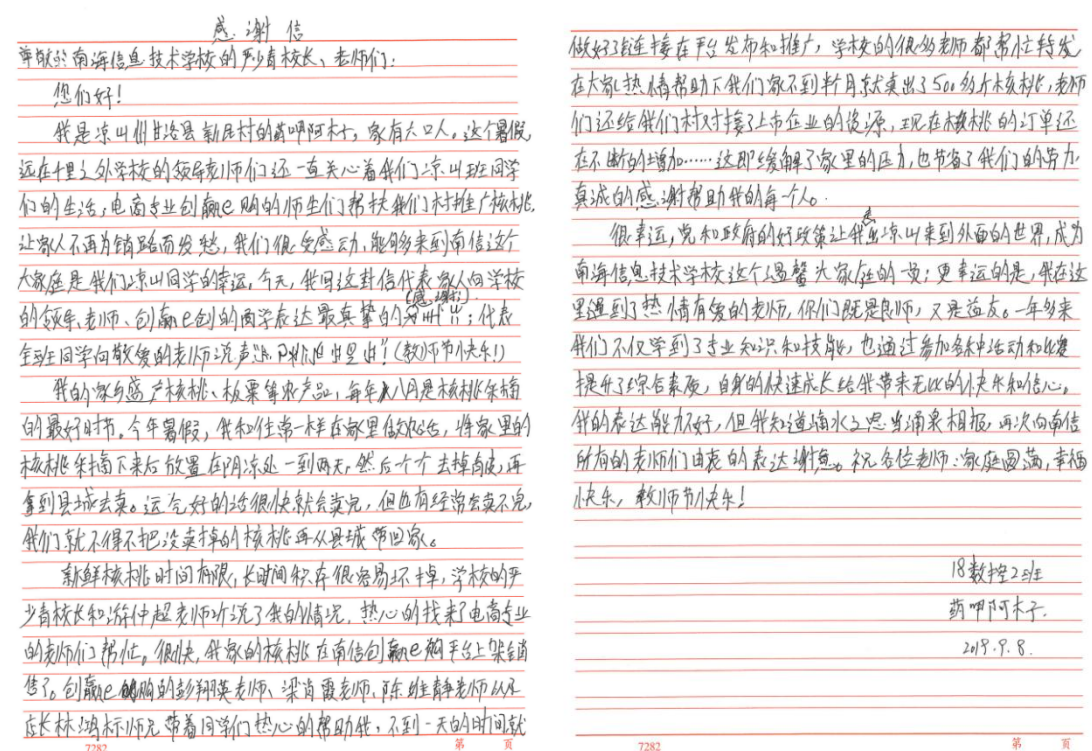 感谢信
尊敬的南海信息技术学校的严少青校长、老师们:
您们好!
我是凉山州甘洛县新居村的药呷阿木子,家有六口人。这个暑假,
远在千里之外学校的领导老师们还一直关心着我们凉山班同学
们的生活,电商专业创赢e购的师生们帮扶我们村推广核桃,
让家人不再为销路而发愁,我们很受感动,能够来到南信这个
大家庭是我们凉山同学的幸运。今天,我写这封信代表家人向学校
的领导、老师、创赢e创的同学表达最真挚的(感谢);代表
全班同学向敬爱的老师说声 (教)师节快乐!
我的家乡盛产核桃、板栗等农产品,每年八月是核桃采摘
的最好时节。今年暑假,我和往常一样在家里做农活,将家里的
核桃采摘下来后放置在阴凉处一到两天,然后个个去掉青皮,再
拿到县城去卖。运气好的话很快就会卖完,但也有经常会卖不完,
我们就不得不把没卖掉的核桃再从县城带回家。
新鲜核桃时间有限,长时间积存很容易坏掉,学校的严
少青校长和游仲超老师听说了我的情况,热心的找来了电商专业
的老师们帮忙。很快,我家的核桃在南信创赢e购平台上架销
售了。创赢e购的彭翔英老师、梁肖霞老师、陈维静老师以及
店长林鸿标师兄带着同学们热心的帮助我,不到一天的时间就
7282 第 页
做好了链接在平台发布和推广,学校的很多老师都帮忙转发
在大家热情帮助下我们家不到半月就卖出了500多斤核桃,老师
们还给我们村对接了上市企业的资源,现在核桃的订单还
在不断的增加……这即缓解了家里的压力,也节省了我们的劳力
真诚的感谢帮助我的每个人。
很幸运,党和政府的好政策让我走出凉山来到外面的世界,成为
南海信息技术学校这个温馨大家庭的一员;更幸运的是,我在这
里遇到了热情有爱的老师,你们既是良师,又是益友。一年多来
我们不仅学到了专业知识和技能,也通过参加各种活动和比赛
提升了综合素质,自身的快速成长给我带来无比的快乐和信心。
我的表达能力不好,但我知道滴水之恩当涌泉相报,再次向南信
所有的老师们由衷的表达谢意。祝各位老师:家庭圆满,幸福
快乐,教师节快乐!
18数控2班
药呷阿木子.
2019.9.8.
7282 第 页